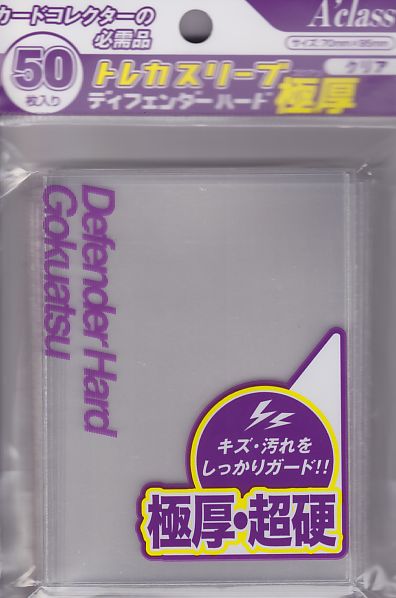 カードコレクターの
必需品
A'class
サイズ:70mm×95mm
50
枚入り
トレカスリーブ
クリア
ディフェンダーハード 極厚
Defender Hard
Gokuatsu
キズ・汚れを
しっかりガード!!
極厚・超硬